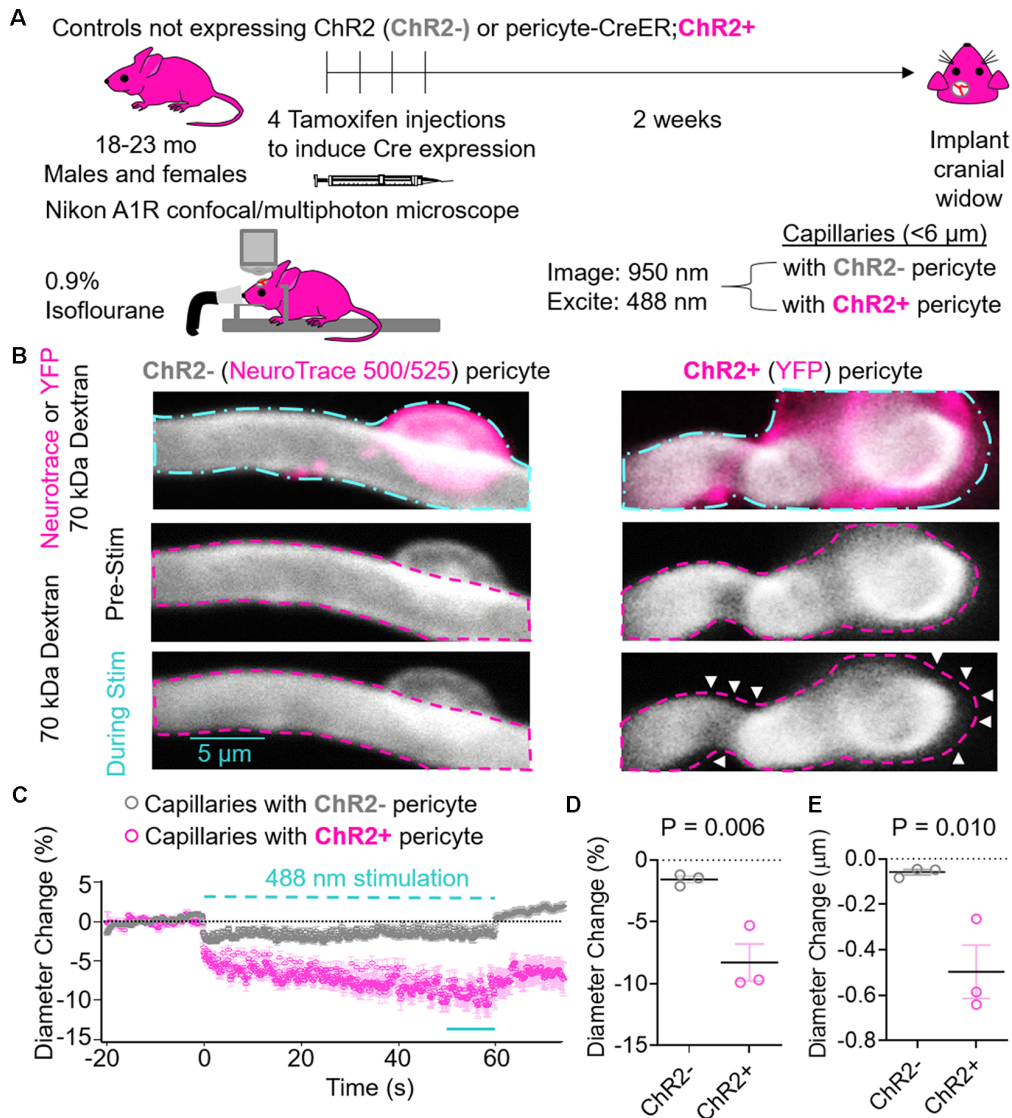 A
Controls not expressing ChR2 (ChR2-) or pericyte-CreER;ChR2+
18-23 mo
Males and females
4 Tamoxifen injections
to induce Cre expression
2 weeks
Implant
cranial
widow
Nikon A1R confocal/multiphoton microscope
0.9%
Isoflourane
Image: 950 nm
Excite: 488 nm
Capillaries (<6 µm)
with ChR2- pericyte
with ChR2+ pericyte
B
ChR2- (NeuroTrace 500/525) pericyte
ChR2+ (YFP) pericyte
Neurotrace or YFP
70 kDa Dextran
70 kDa Dextran
Pre-Stim
During Stim
5 µm
C
Capillaries with ChR2- pericyte
Capillaries with ChR2+ pericyte
Diameter Change (%)
488 nm stimulation
5
0
-5
-10
-15
-20
0
20
40
60
Time (s)
D
P = 0.006
Diameter Change (%)
0
-5
-10
-15
ChR2-
ChR2+
E
P = 0.010
Diameter Change (µm)
0.0
-0.2
-0.4
-0.6
-0.8
ChR2-
ChR2+